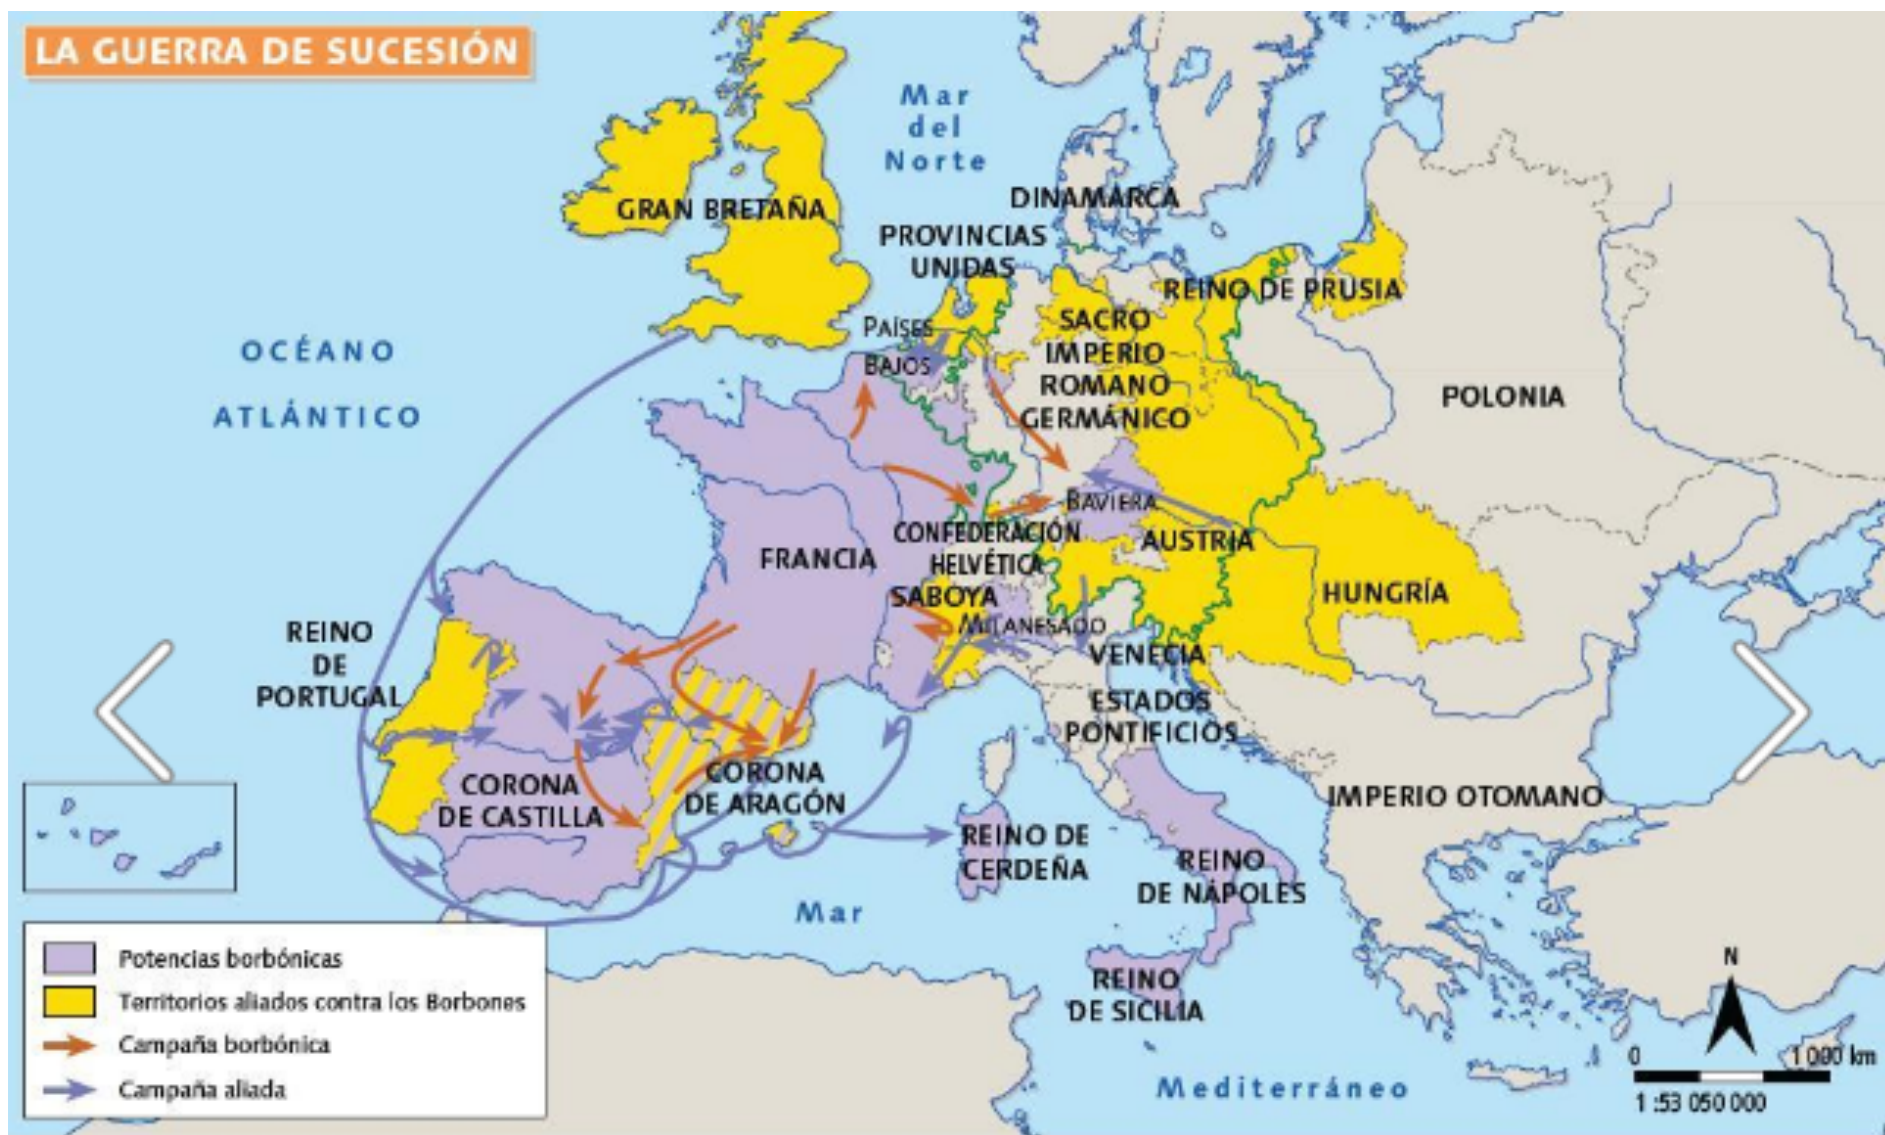 LA GUERRA DE SUCESIÓN
Mar
del
Norte
DINAMARCA
GRAN BRETAÑA
PROVINCIAS
UNIDAS
REINO DE PRUSIA
PAÍSES
BAJOS
SACRO
IMPERIO
ROMANO
GERMÁNICO
OCÉANO
ATLÁNTICO
POLONIA
BAVIERA
CONFEDERACIÓN
HELVÉTICA
AUSTRIA
FRANCIA
HUNGRÍA
SABOYA
MILANESADO
VENECIA
REINO
DE
PORTUGAL
ESTADOS
PONTIFICIOS
CORONA
DE CASTILLA
CORONA
DE ARAGÓN
IMPERIO OTOMANO
REINO DE
CERDEÑA
REINO
DE NÁPOLES
Mar
REINO
DE SICILIA
Mediterráneo
Potencias borbónicas
Territorios aliados contra los Borbones
Campaña borbónica
Campaña aliada
N
0 1 000 km
1 :53 050 000